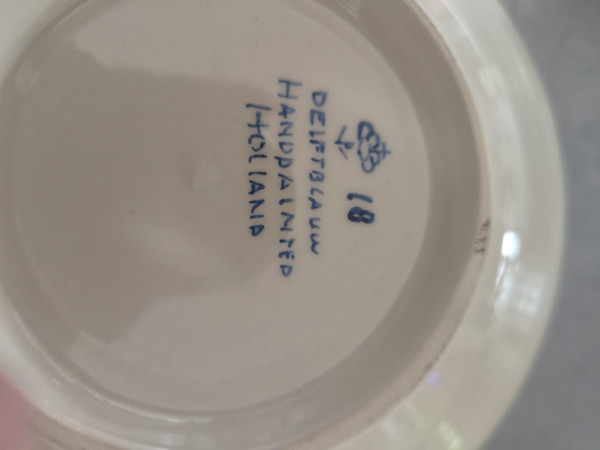 18
DELFTBLAUW
HANDPAINTED
HOLLAND